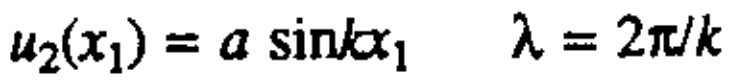 u₂(x₁) = a sinkx₁ λ = 2π/k